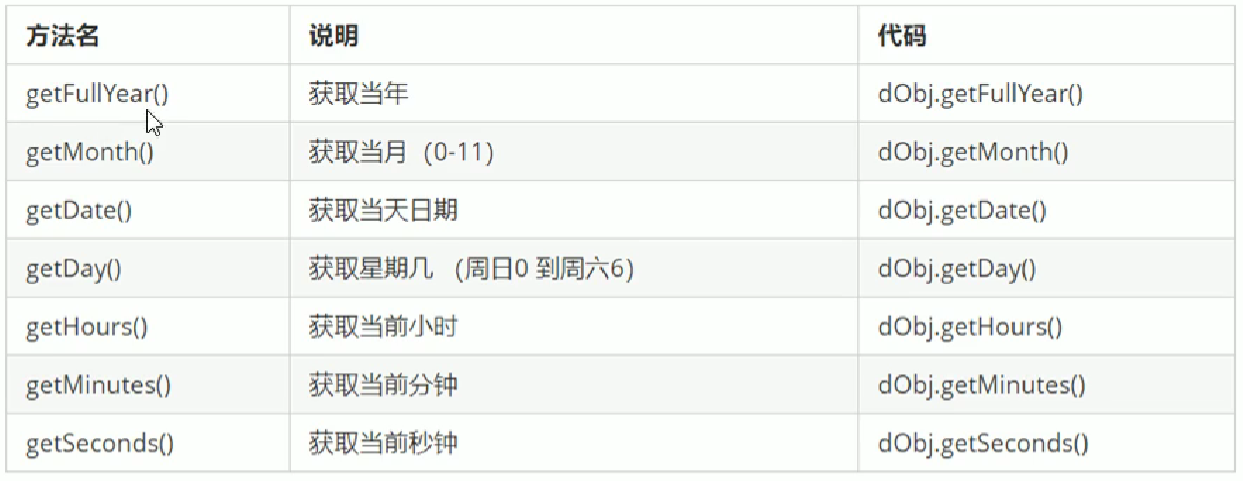 方法名 说明 代码
getFullYear() 获取当年 dObj.getFullYear()
getMonth() 获取当月（0-11） dObj.getMonth()
getDate() 获取当天日期 dObj.getDate()
getDay() 获取星期几 （周日0 到周六6） dObj.getDay()
getHours() 获取当前小时 dObj.getHours()
getMinutes() 获取当前分钟 dObj.getMinutes()
getSeconds() 获取当前秒钟 dObj.getSeconds()